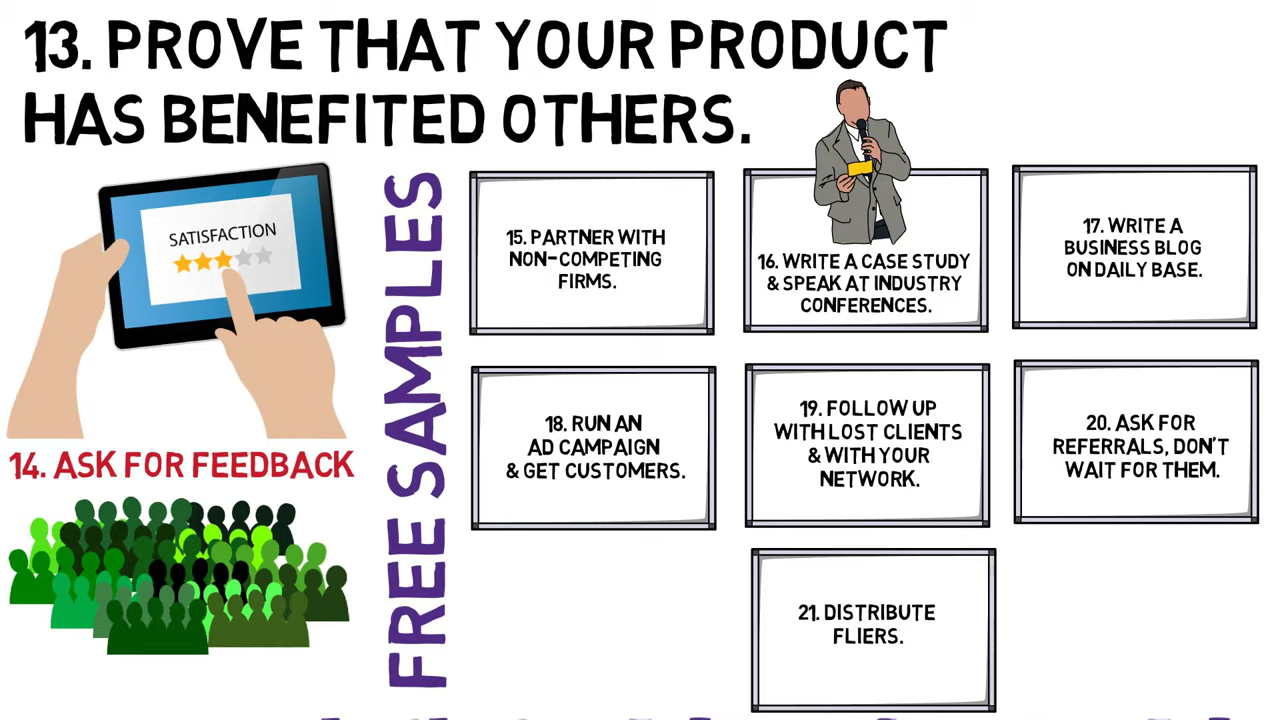 13. PROVE THAT YOUR PRODUCT
HAS BENEFITED OTHERS.
SATISFACTION
14. ASK FOR FEEDBACK
FREE SAMPLES
15. PARTNER WITH
NON-COMPETING
FIRMS.
16. WRITE A CASE STUDY
& SPEAK AT INDUSTRY
CONFERENCES.
17. WRITE A
BUSINESS BLOG
ON DAILY BASE.
18. RUN AN
AD CAMPAIGN
& GET CUSTOMERS.
19. FOLLOW UP
WITH LOST CLIENTS
& WITH YOUR
NETWORK.
20. ASK FOR
REFERRALS, DON'T
WAIT FOR THEM.
21. DISTRIBUTE
FLIERS.